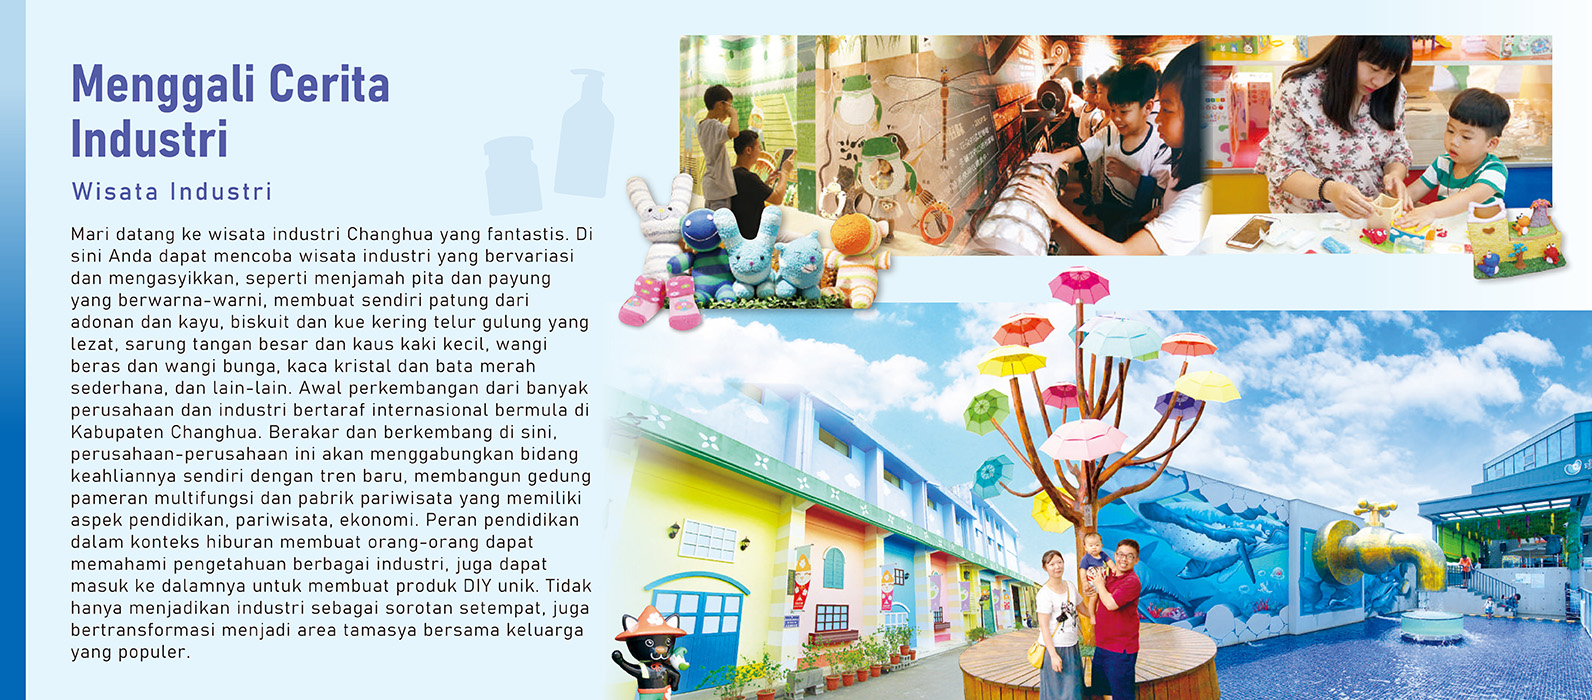 Menggali Cerita
Industri
Wisata Industri
Mari datang ke wisata industri Changhua yang fantastis. Di
sini Anda dapat mencoba wisata industri yang bervariasi
dan mengasyikkan, seperti menjamah pita dan payung
yang berwarna-warni, membuat sendiri patung dari
adonan dan kayu, biskuit dan kue kering telur gulung yang
lezat, sarung tangan besar dan kaus kaki kecil, wangi
beras dan wangi bunga, kaca kristal dan bata merah
sederhana, dan lain-lain. Awal perkembangan dari banyak
perusahaan dan industri bertaraf internasional bermula di
Kabupaten Changhua. Berakar dan berkembang di sini,
perusahaan-perusahaan ini akan menggabungkan bidang
keahliannya sendiri dengan tren baru, membangun gedung
pameran multifungsi dan pabrik pariwisata yang memiliki
aspek pendidikan, pariwisata, ekonomi. Peran pendidikan
dalam konteks hiburan membuat orang-orang dapat
memahami pengetahuan berbagai industri, juga dapat
masuk ke dalamnya untuk membuat produk DIY unik. Tidak
hanya menjadikan industri sebagai sorotan setempat, juga
bertransformasi menjadi area tamasya bersama keluarga
yang populer.